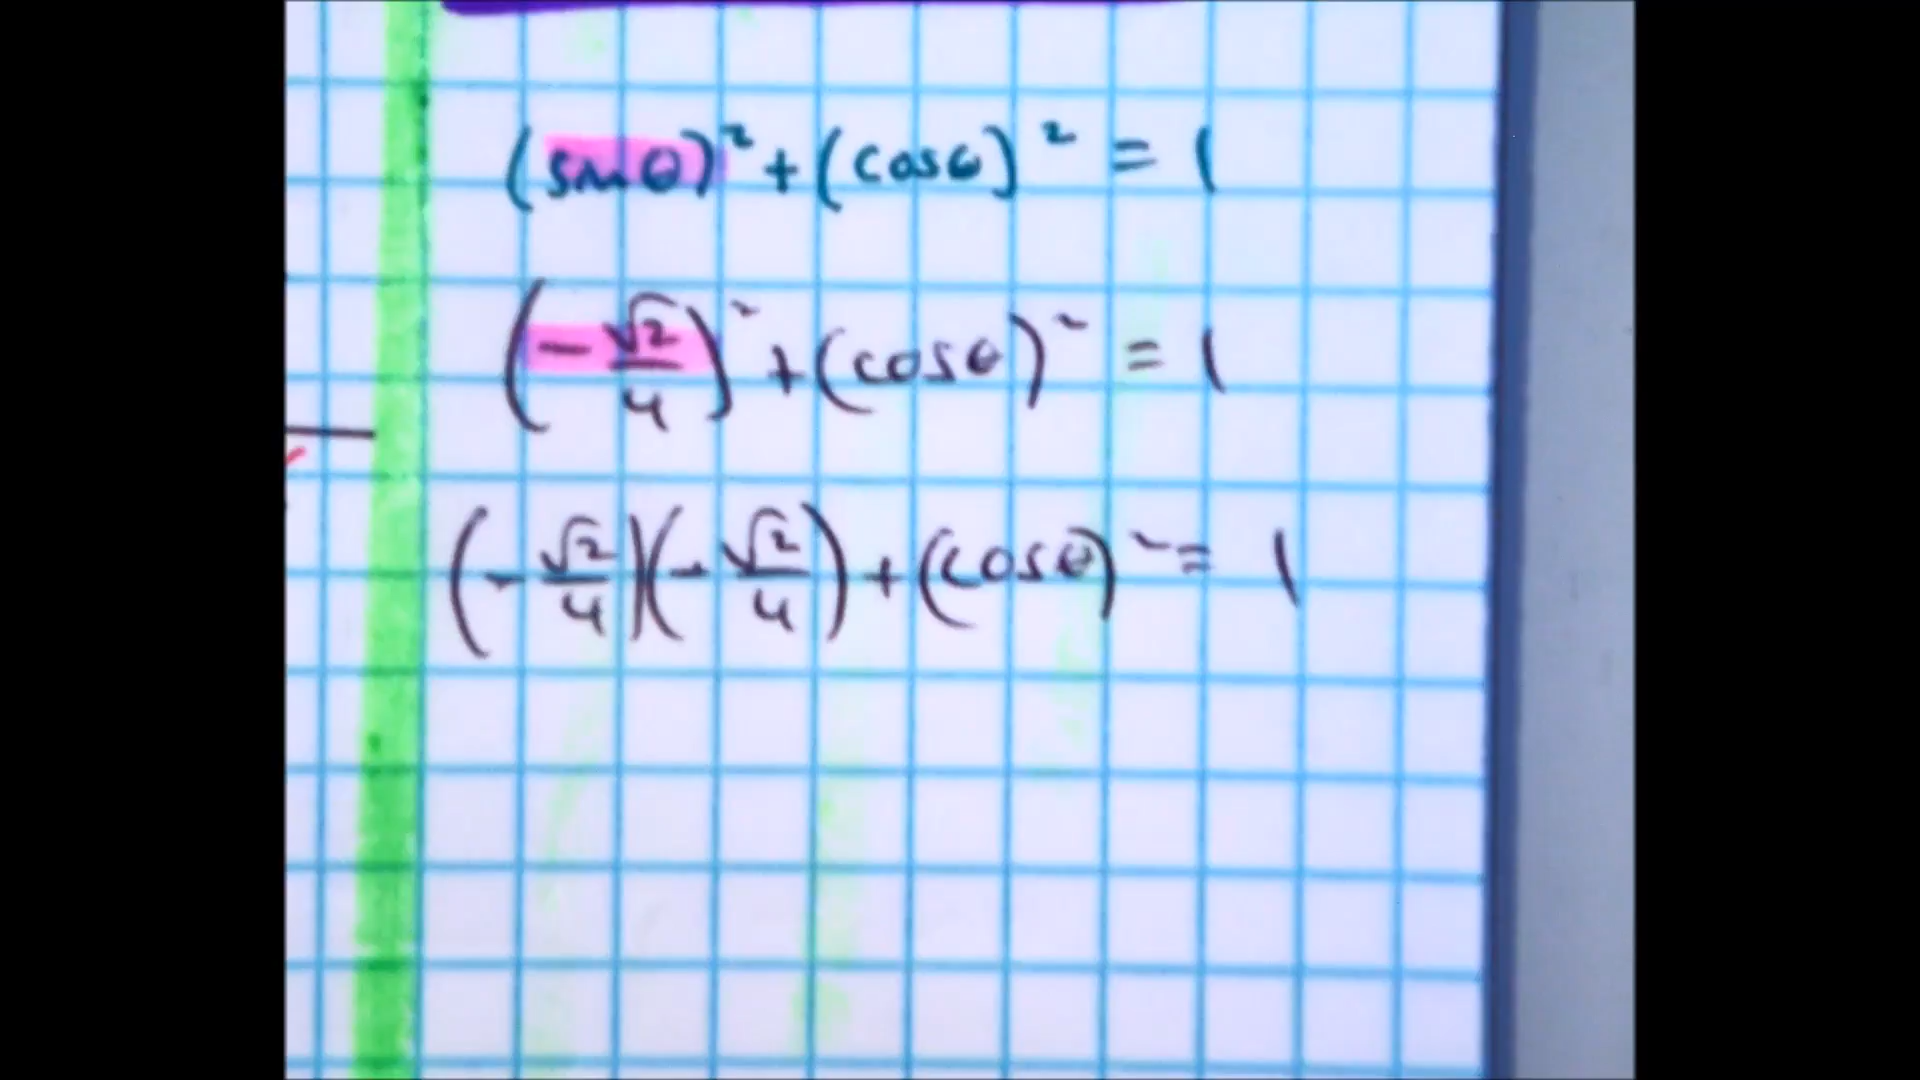 (sinθ)² + (cosθ)² = 1
(-√2/4)² + (cosθ)² = 1
(-√2/4)(-√2/4) + (cosθ)² = 1